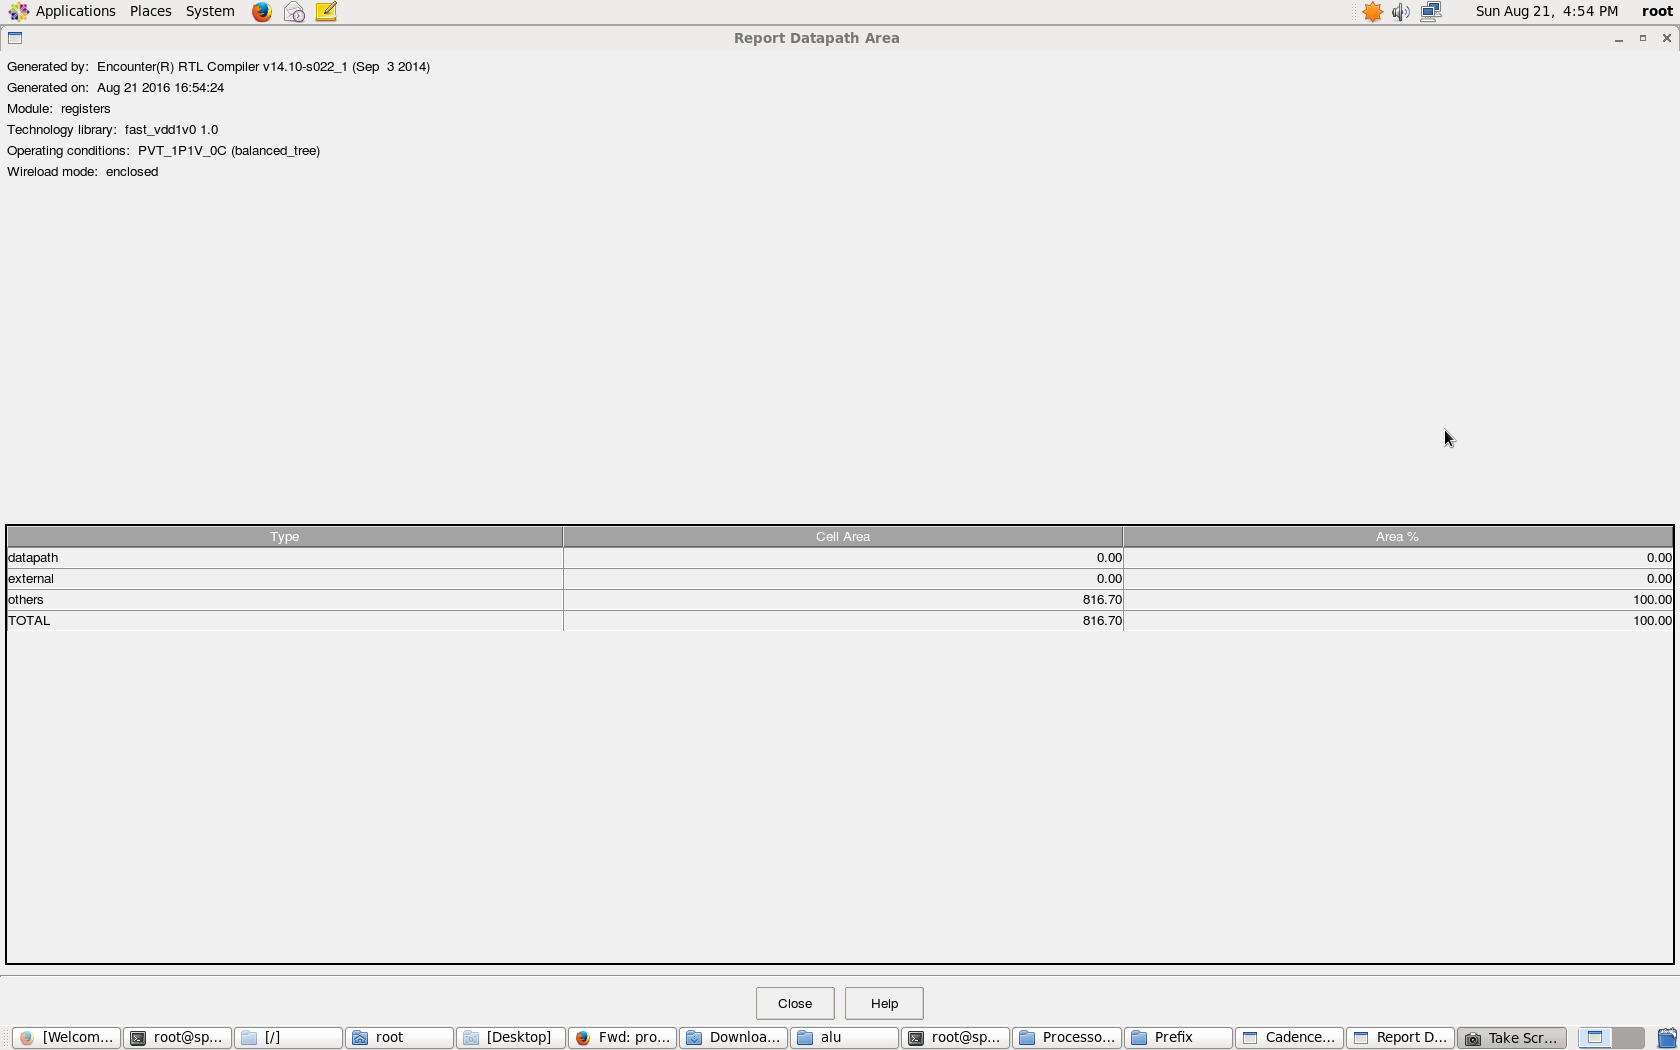 Applications Places System Sun Aug 21, 4:54 PM root
Report Datapath Area
Generated by: Encounter(R) RTL Compiler v14.10-s022_1 (Sep 3 2014)
Generated on: Aug 21 2016 16:54:24
Module: registers
Technology library: fast_vdd1v0 1.0
Operating conditions: PVT_1P1V_0C (balanced_tree)
Wireload mode: enclosed
Type Cell Area Area %
datapath 0.00 0.00
external 0.00 0.00
others 816.70 100.00
TOTAL 816.70 100.00
Close Help
[Welcom... root@sp... [/] root [Desktop] Fwd: pro... Downloa... alu root@sp... Processo... Prefix Cadence... Report D... Take Scr...